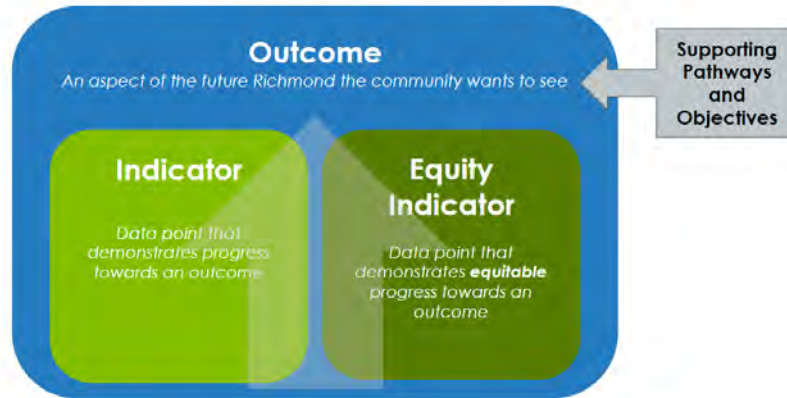 Outcome
An aspect of the future Richmond the community wants to see
Supporting
Pathways
and
Objectives
Indicator
Data point that
demonstrates progress
towards an outcome
Equity
Indicator
Data point that
demonstrates equitable
progress towards an
outcome